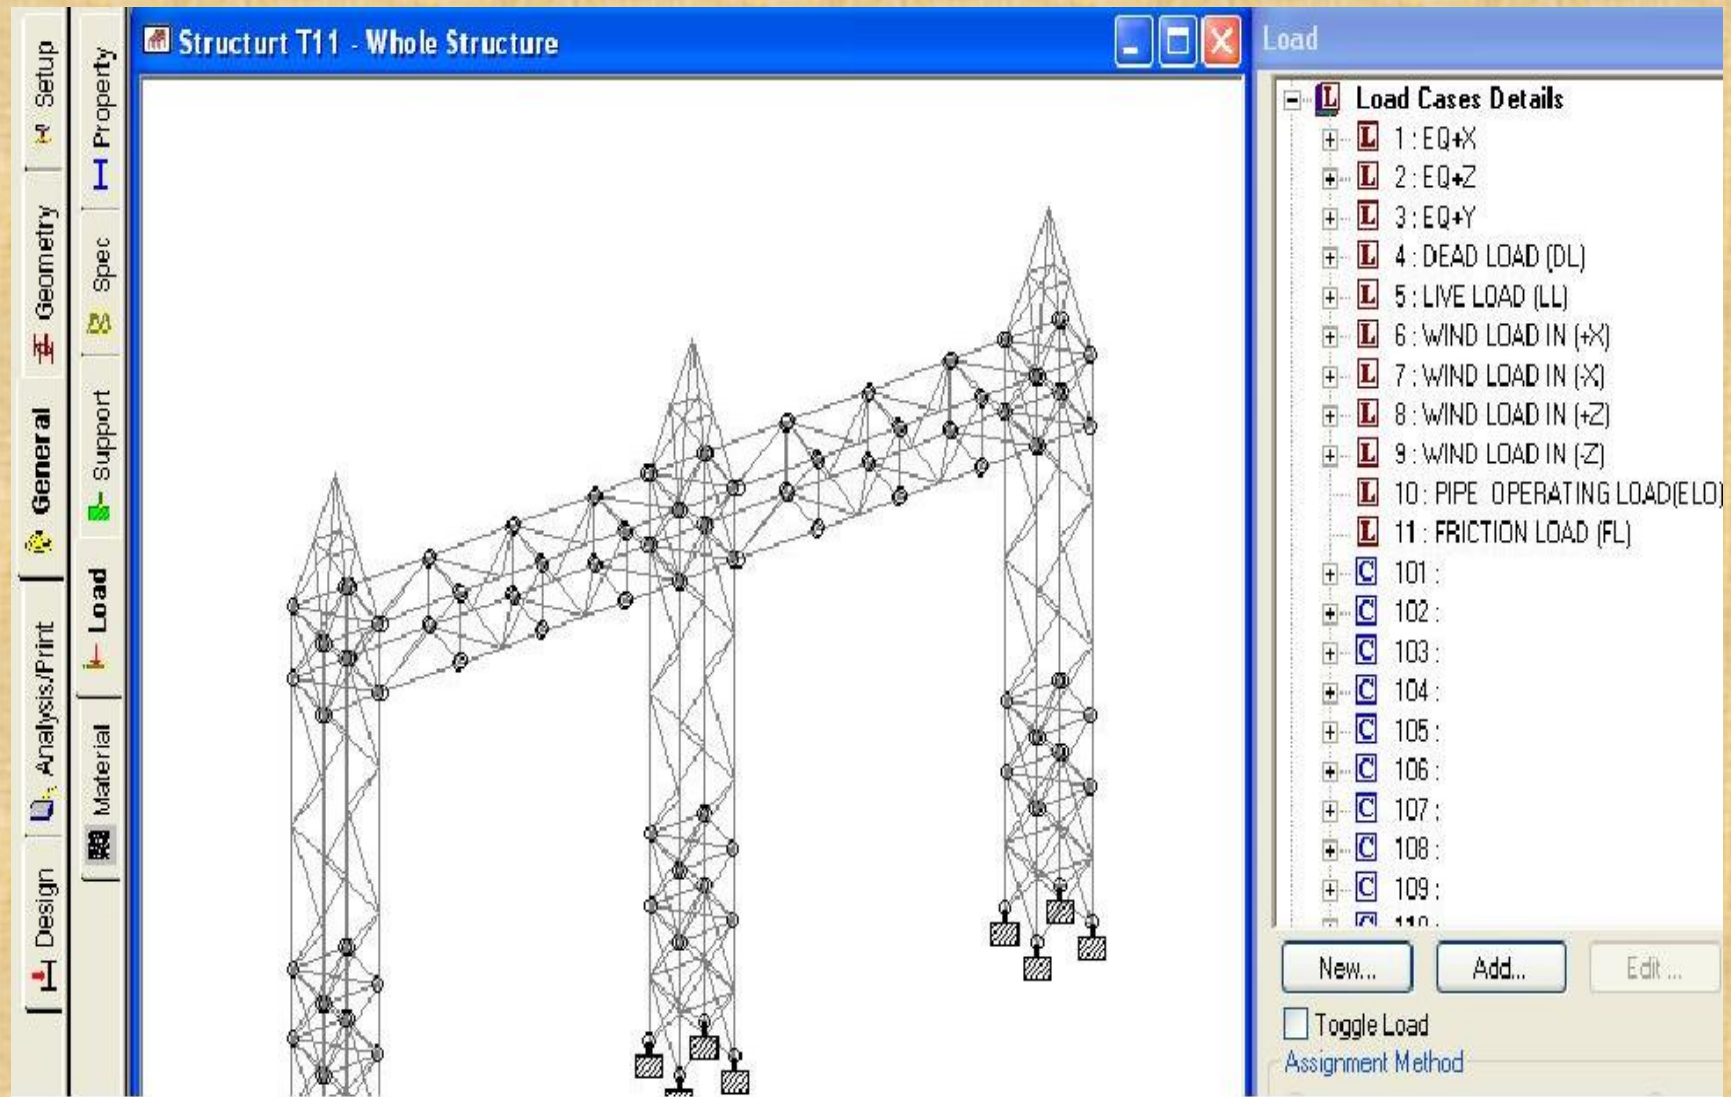 Setup
Geometry
General
Analysis/Print
Design
Property
Spec
Support
Load
Material
Structurt T11 - Whole Structure
Load
Load Cases Details
1 : EQ+X
2 : EQ+Z
3 : EQ+Y
4 : DEAD LOAD (DL)
5 : LIVE LOAD (LL)
6 : WIND LOAD IN (+X)
7 : WIND LOAD IN (-X)
8 : WIND LOAD IN (+Z)
9 : WIND LOAD IN (-Z)
10 : PIPE OPERATING LOAD(ELO)
11 : FRICTION LOAD (FL)
101 :
102 :
103 :
104 :
105 :
106 :
107 :
108 :
109 :
New... Add... Edit ...
Toggle Load
Assignment Method